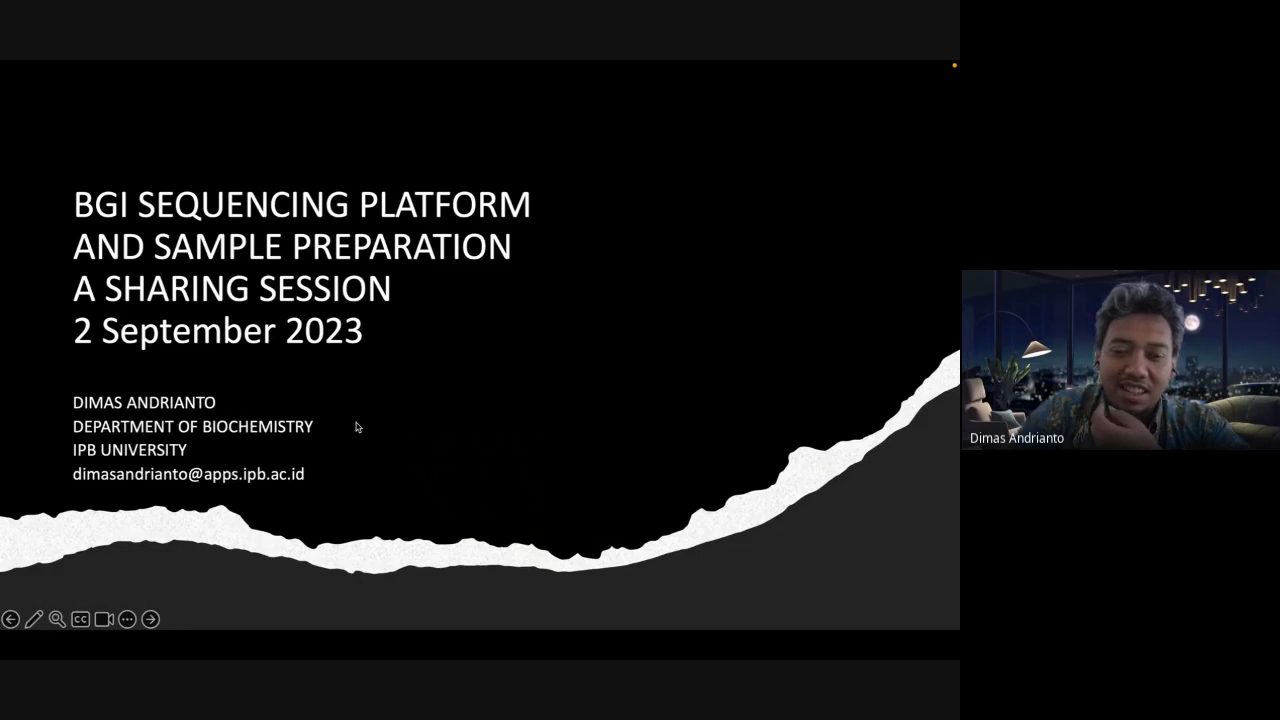 BGI SEQUENCING PLATFORM
AND SAMPLE PREPARATION
A SHARING SESSION
2 September 2023
DIMAS ANDRIANTO
DEPARTMENT OF BIOCHEMISTRY
IPB UNIVERSITY
dimasandrianto@apps.ipb.ac.id
Dimas Andrianto
CC